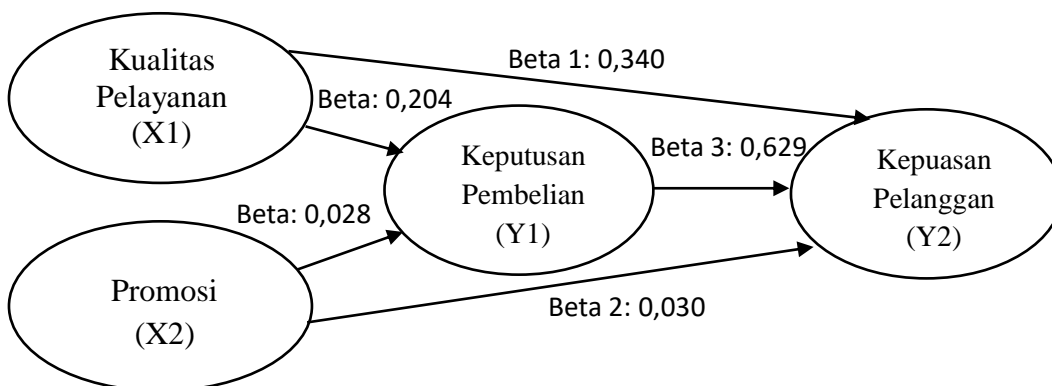 Kualitas
Pelayanan
(X1)
Beta 1: 0,340
Beta: 0,204
Keputusan
Pembelian
(Y1)
Beta 3: 0,629
Kepuasan
Pelanggan
(Y2)
Beta: 0,028
Promosi
(X2)
Beta 2: 0,030